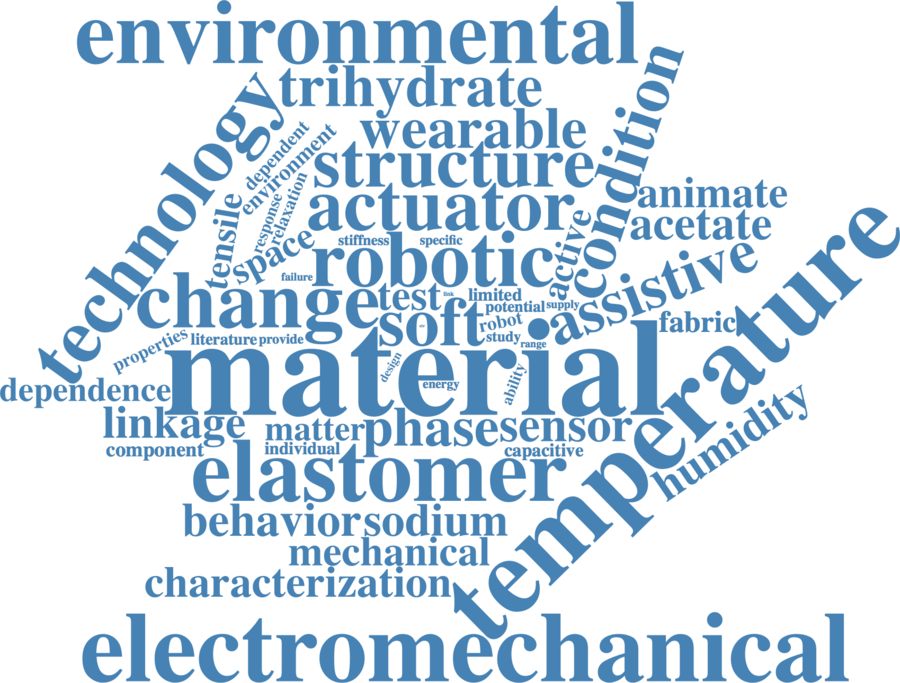 environmental
trihydrate
condition
technology
wearable
dependent
environment
structure
response
relaxation
tensile
animate
actuator
acetate
active
space
stiffness
specific
assistive
temperature
robotic
failure
change
test
link
limited
potential
supply
soft
robot
fabric
properties
literature
provide
study
range
material
design
energy
ability
dependence
humidity
linkage
matter
phase
sensor
component
individual
capacitive
elastomer
behavior
sodium
mechanical
characterization
electromechanical